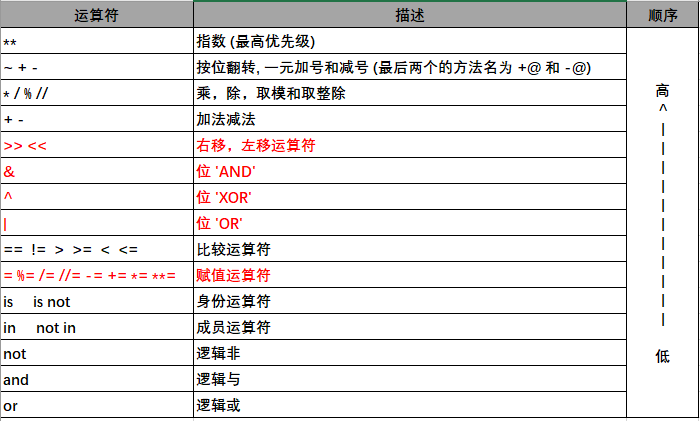 运算符 描述 顺序
** 指数 (最高优先级)
~ + - 按位翻转, 一元加号和减号 (最后两个的方法名为 +@ 和 -@)
* / % // 乘，除，取模和取整除
+ - 加法减法
>> << 右移，左移运算符
& 位 'AND'
^ 位 'XOR'
| 位 'OR'
== != > >= < <= 比较运算符
= %= /= //= -= += *= **= 赋值运算符
is is not 身份运算符
in not in 成员运算符
not 逻辑非
and 逻辑与
or 逻辑或
高
^
|
|
|
|
|
|
|
|
|
|
|
低